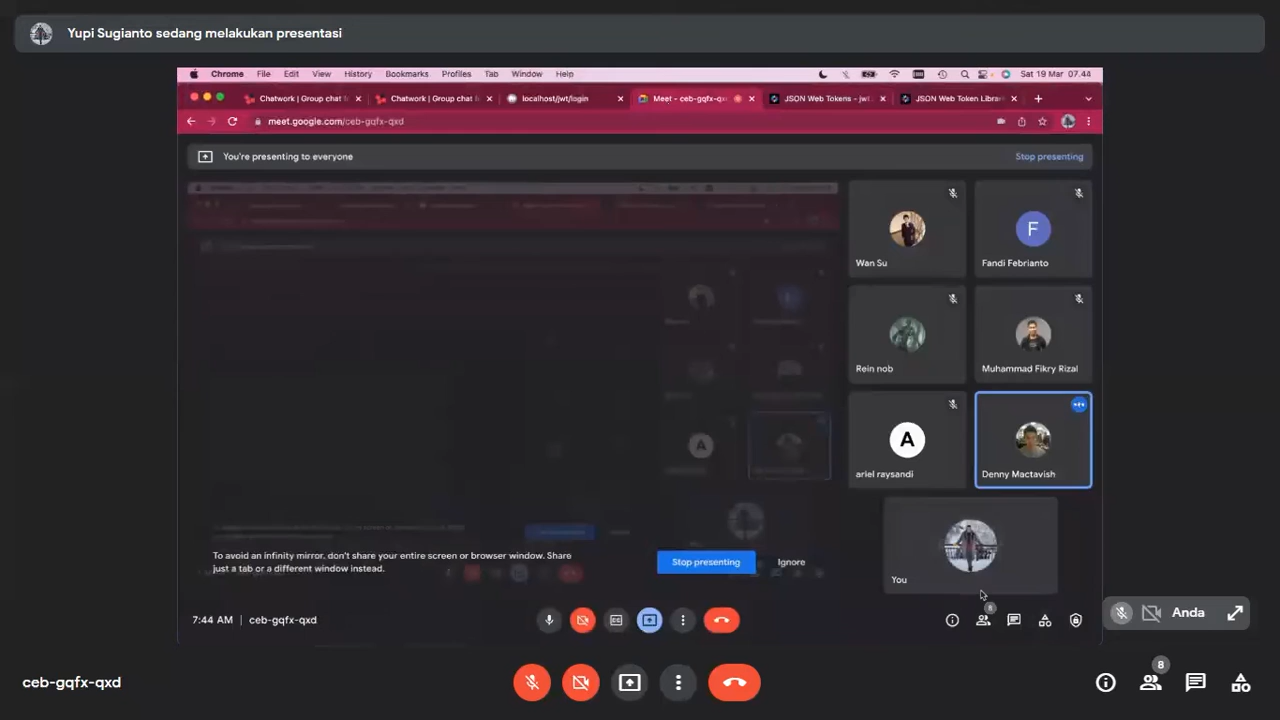 Yupi Sugianto sedang melakukan presentasi
Chrome File Edit View History Bookmarks Profiles Tab Window Help Sat 19 Mar 07.44
Chatwork | Group chat f
Chatwork | Group chat f
localhost/jwt/login
Meet - ceb-gqfx-qx
JSON Web Tokens - jwt.
JSON Web Token Librar
meet.google.com/ceb-gqfx-qxd
You're presenting to everyone
Stop presenting
Wan Su
F
Fandi Febrianto
Rein nob
Muhammad Fikry Rizal
A
ariel raysandi
Denny Mactavish
A
To avoid an infinity mirror, don't share your entire screen or browser window. Share
just a tab or a different window instead.
Stop presenting
Ignore
You
7:44 AM | ceb-gqfx-qxd
8
Anda
ceb-gqfx-qxd
8